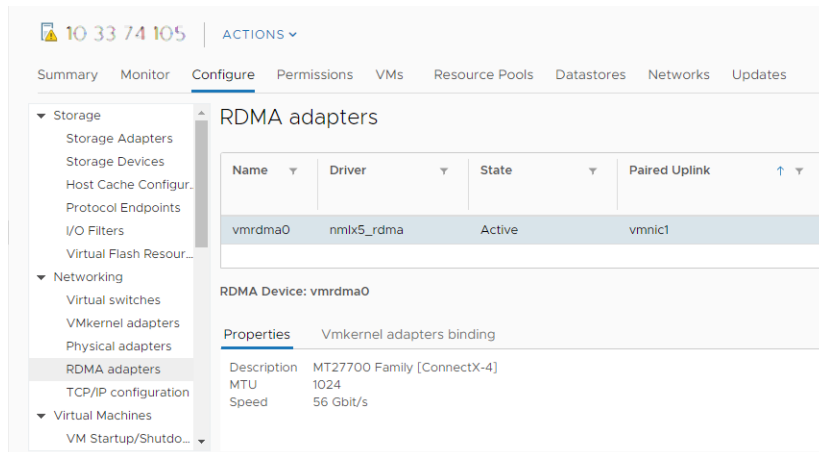 10 33 74 105 ACTIONS
Summary Monitor Configure Permissions VMs Resource Pools Datastores Networks Updates
Storage
Storage Adapters
Storage Devices
Host Cache Configur..
Protocol Endpoints
I/O Filters
Virtual Flash Resour...
Networking
Virtual switches
VMkernel adapters
Physical adapters
RDMA adapters
TCP/IP configuration
Virtual Machines
VM Startup/Shutdo...
RDMA adapters
Name Driver State Paired Uplink
vmrdma0 nmlx5_rdma Active vmnic1
RDMA Device: vmrdma0
Properties Vmkernel adapters binding
Description MT27700 Family [ConnectX-4]
MTU 1024
Speed 56 Gbit/s